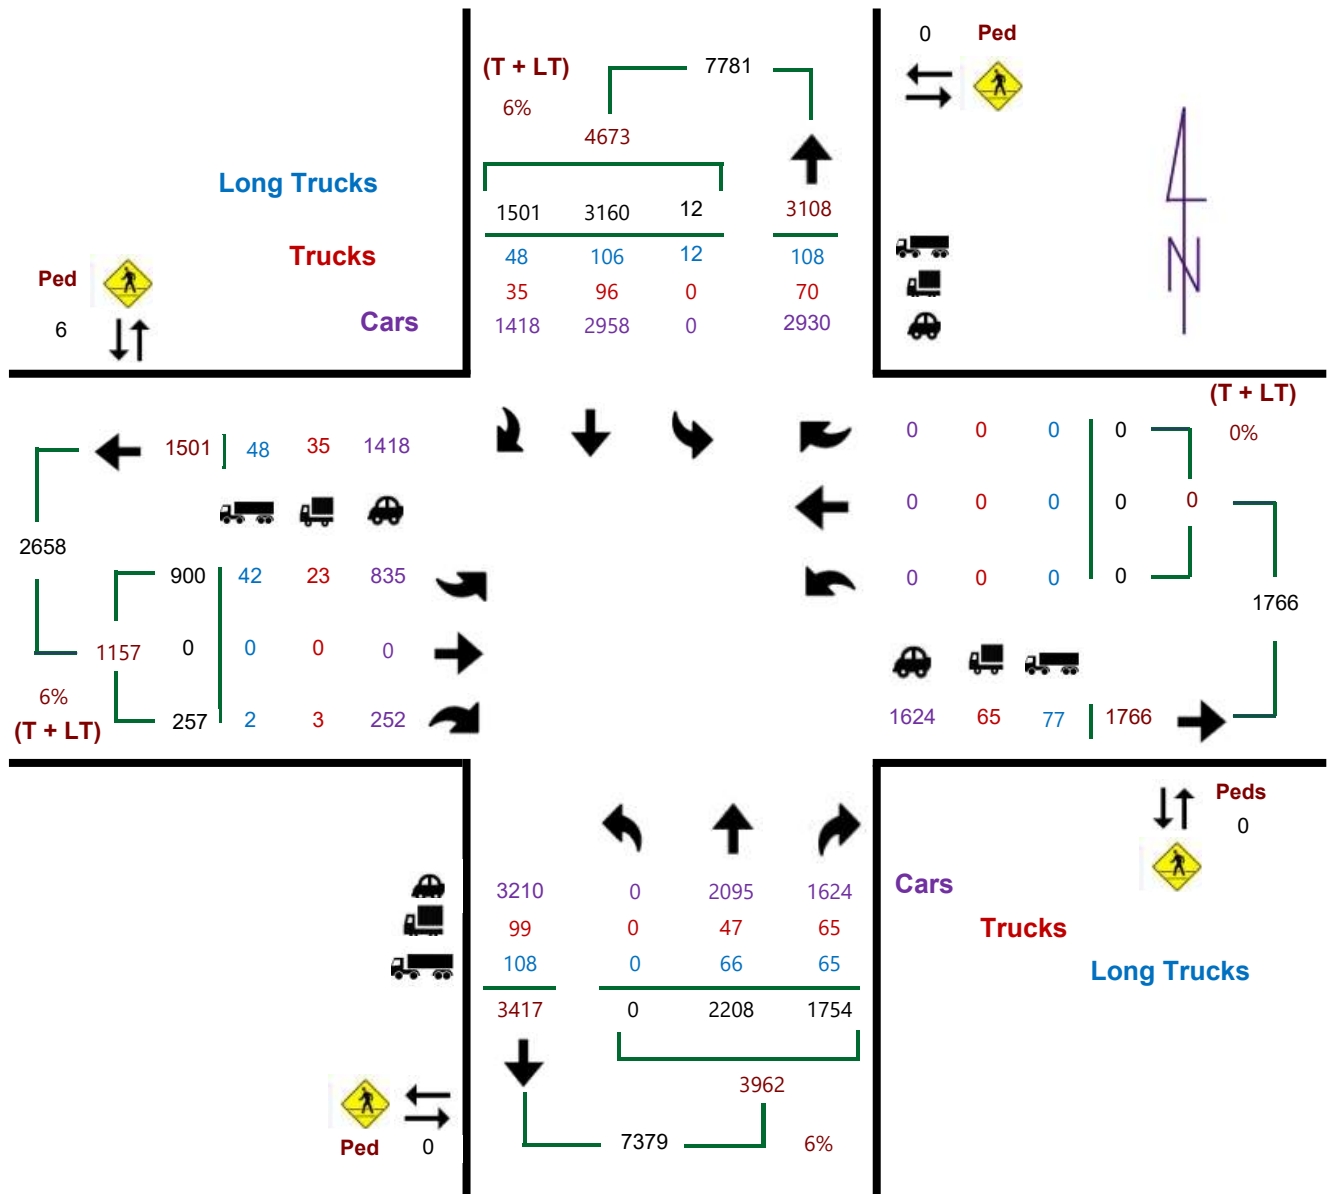 0 Ped
(T + LT) 7781
6%
4673
Long Trucks
1501 3160 12 3108
Trucks 48 106 12 108
Ped 35 96 0 70
6 Cars 1418 2958 0 2930
N
(T + LT)
1501 48 35 1418 0 0 0 0 0%
0 0 0 0 0
2658
900 42 23 835 0 0 0 0
1766
1157 0 0 0 0
6%
257 2 3 252 1624 65 77 1766
(T + LT)
Peds
0
3210 0 2095 1624 Cars
99 0 47 65 Trucks
108 0 66 65 Long Trucks
3417 0 2208 1754
3962
Ped 0 7379 6%